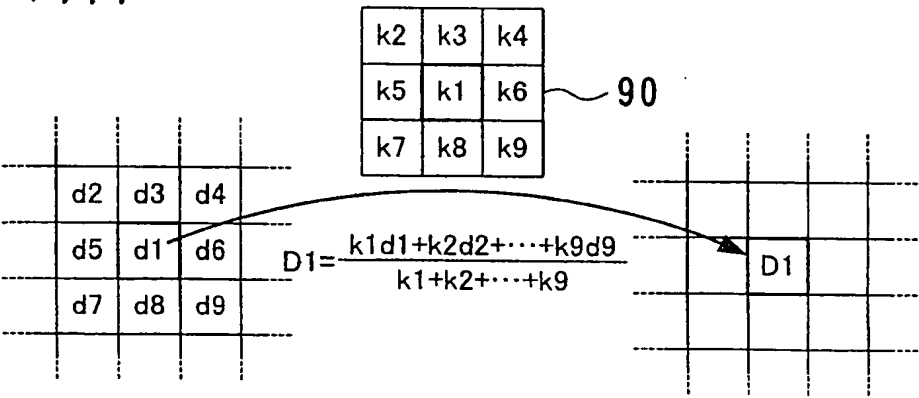 k2 k3 k4
k5 k1 k6
90
k7 k8 k9
d2 d3 d4
d5 d1 d6
d7 d8 d9
D1=k1d1+k2d2+···+k9d9
k1+k2+···+k9
D1